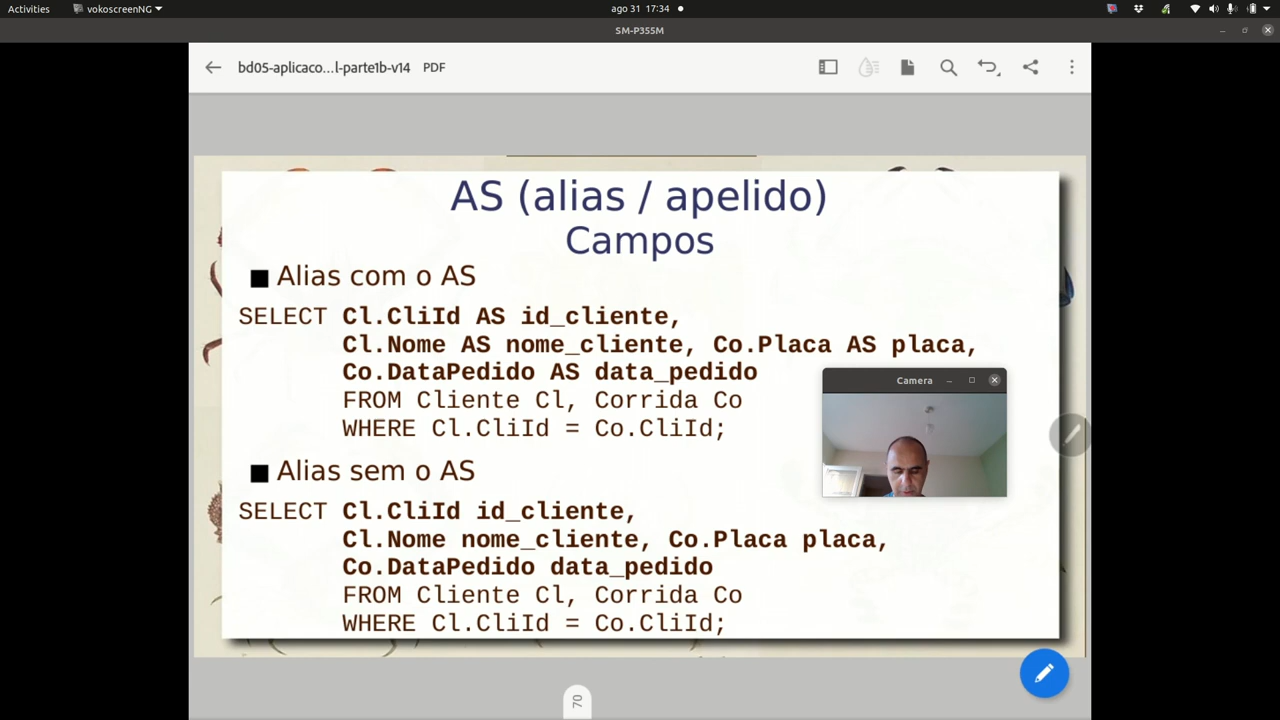 Activities vokoscreenNG ago 31 17:34
SM-P355M
bd05-aplicaco...l-parte1b-v14 PDF
AS (alias / apelido)
Campos
Alias com o AS
SELECT Cl.CliId AS id_cliente,
Cl.Nome AS nome_cliente, Co.Placa AS placa,
Co.DataPedido AS data_pedido
FROM Cliente Cl, Corrida Co
WHERE Cl.CliId = Co.CliId;
Camera
Alias sem o AS
SELECT Cl.CliId id_cliente,
Cl.Nome nome_cliente, Co.Placa placa,
Co.DataPedido data_pedido
FROM Cliente Cl, Corrida Co
WHERE Cl.CliId = Co.CliId;
70